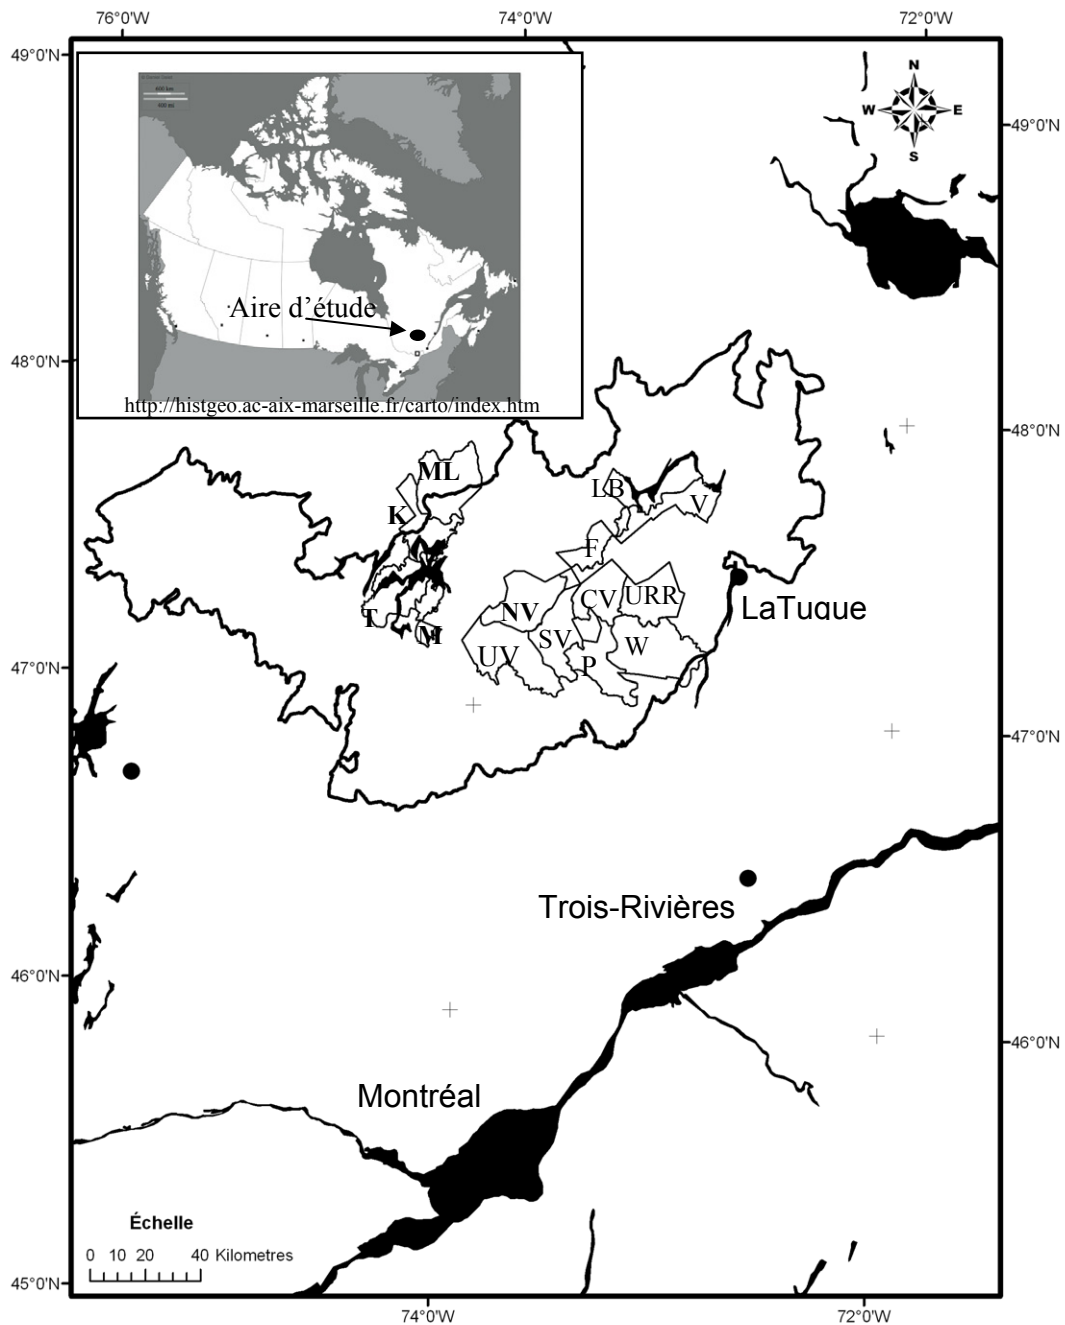 76°0'W 74°0'W 72°0'W
49°0'N
49°0'N
N
W E
S
Aire d'étude
http://histgeo.ac-aix-marseille.fr/carto/index.htm
48°0'N
48°0'N
ML
LB
V
K
F
CV
URR
NV
LaTuque
T
M
SV
W
UV
P
47°0'N
47°0'N
Trois-Rivières
46°0'N
46°0'N
Montréal
Échelle
0 10 20 40 Kilometres
45°0'N
74°0'W 72°0'W